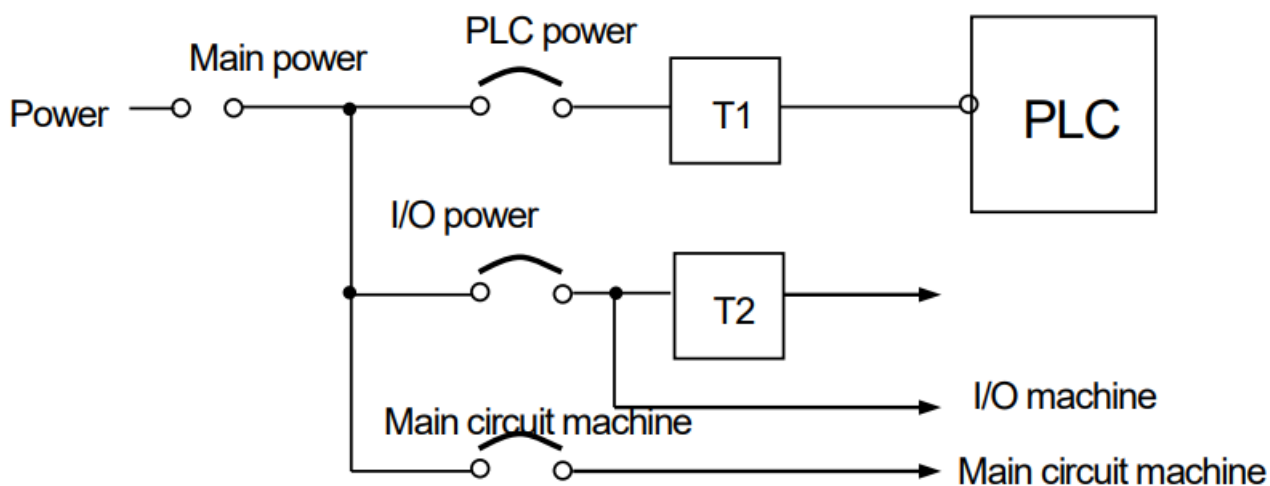 PLC power
Main power
Power
T1
PLC
I/O power
T2
I/O machine
Main circuit machine
Main circuit machine